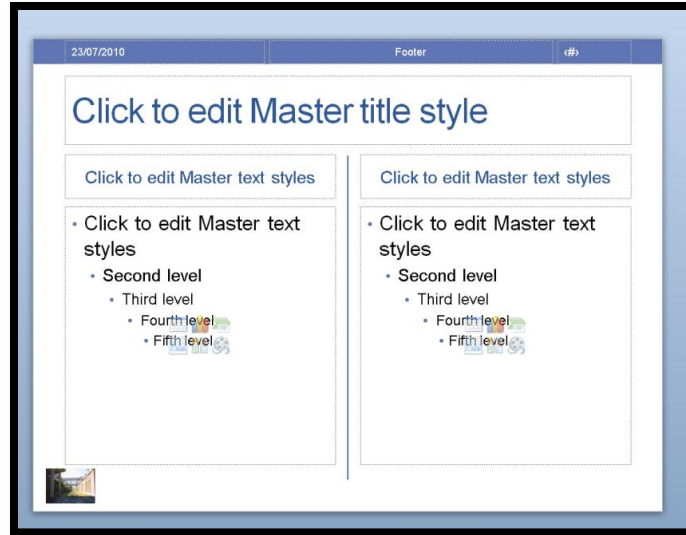 23/07/2010 Footer ‹#›
Click to edit Master title style
Click to edit Master text styles
Click to edit Master text
styles
Second level
Third level
Fourth level
Fifth level
Click to edit Master text styles
Click to edit Master text
styles
Second level
Third level
Fourth level
Fifth level